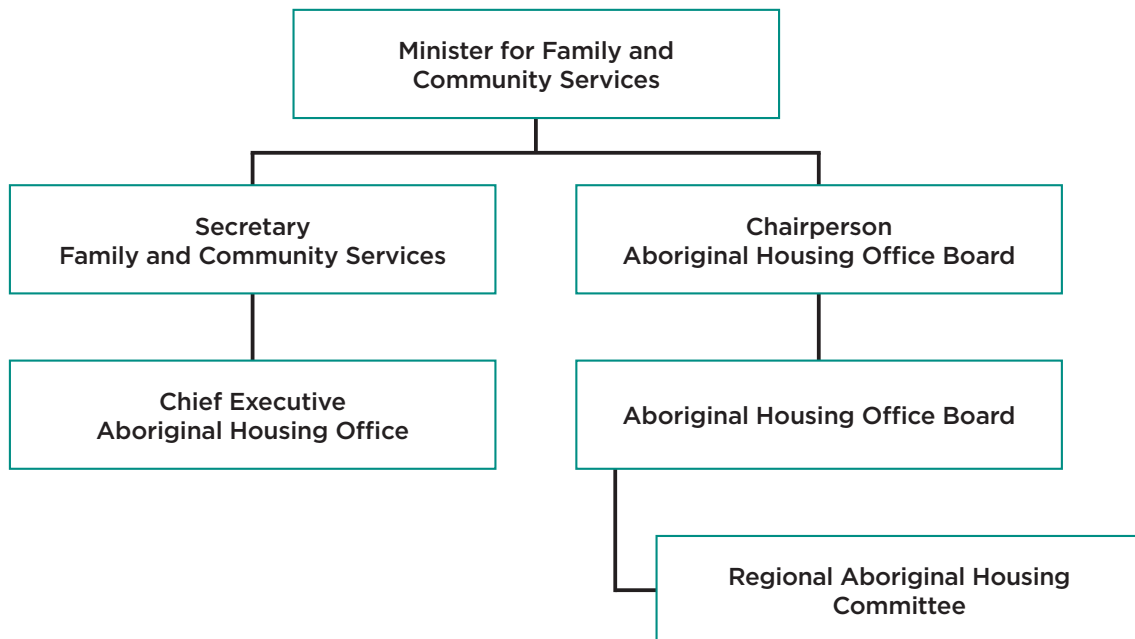 Minister for Family and
Community Services
Secretary
Family and Community Services
Chairperson
Aboriginal Housing Office Board
Chief Executive
Aboriginal Housing Office
Aboriginal Housing Office Board
Regional Aboriginal Housing
Committee